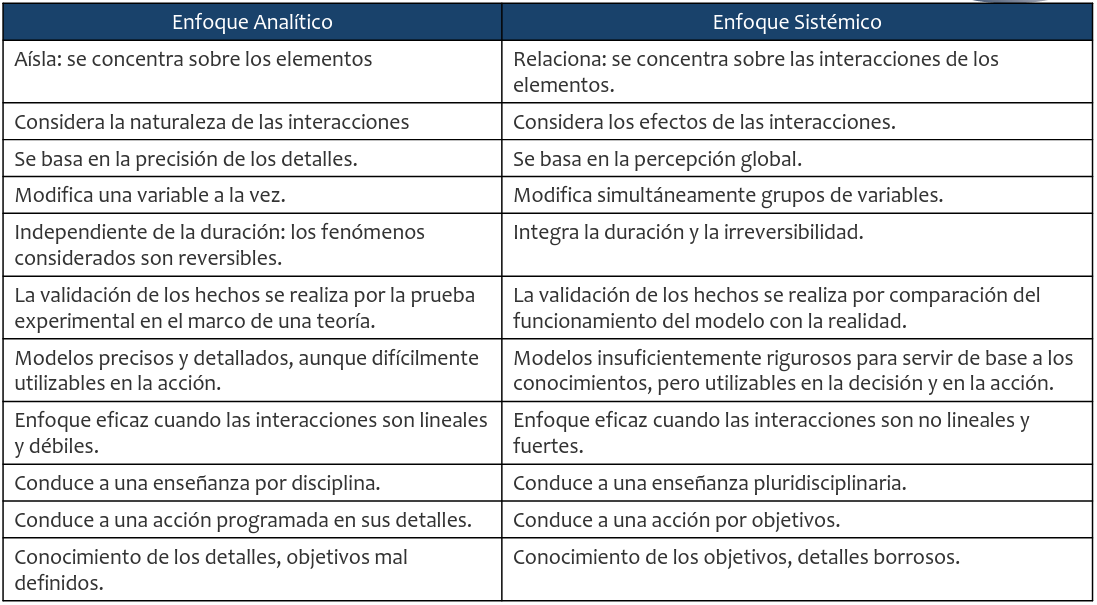 Enfoque Analítico
Enfoque Sistémico
Aísla: se concentra sobre los elementos
Relaciona: se concentra sobre las interacciones de los
elementos.
Considera la naturaleza de las interacciones
Considera los efectos de las interacciones.
Se basa en la precisión de los detalles.
Se basa en la percepción global.
Modifica una variable a la vez.
Modifica simultáneamente grupos de variables.
Independiente de la duración: los fenómenos
considerados son reversibles.
Integra la duración y la irreversibilidad.
La validación de los hechos se realiza por la prueba
experimental en el marco de una teoría.
La validación de los hechos se realiza por comparación del
funcionamiento del modelo con la realidad.
Modelos precisos y detallados, aunque difícilmente
utilizables en la acción.
Modelos insuficientemente rigurosos para servir de base a los
conocimientos, pero utilizables en la decisión y en la acción.
Enfoque eficaz cuando las interacciones son lineales
y débiles.
Enfoque eficaz cuando las interacciones son no lineales y
fuertes.
Conduce a una enseñanza por disciplina.
Conduce a una enseñanza pluridisciplinaria.
Conduce a una acción programada en sus detalles.
Conduce a una acción por objetivos.
Conocimiento de los detalles, objetivos mal
definidos.
Conocimiento de los objetivos, detalles borrosos.